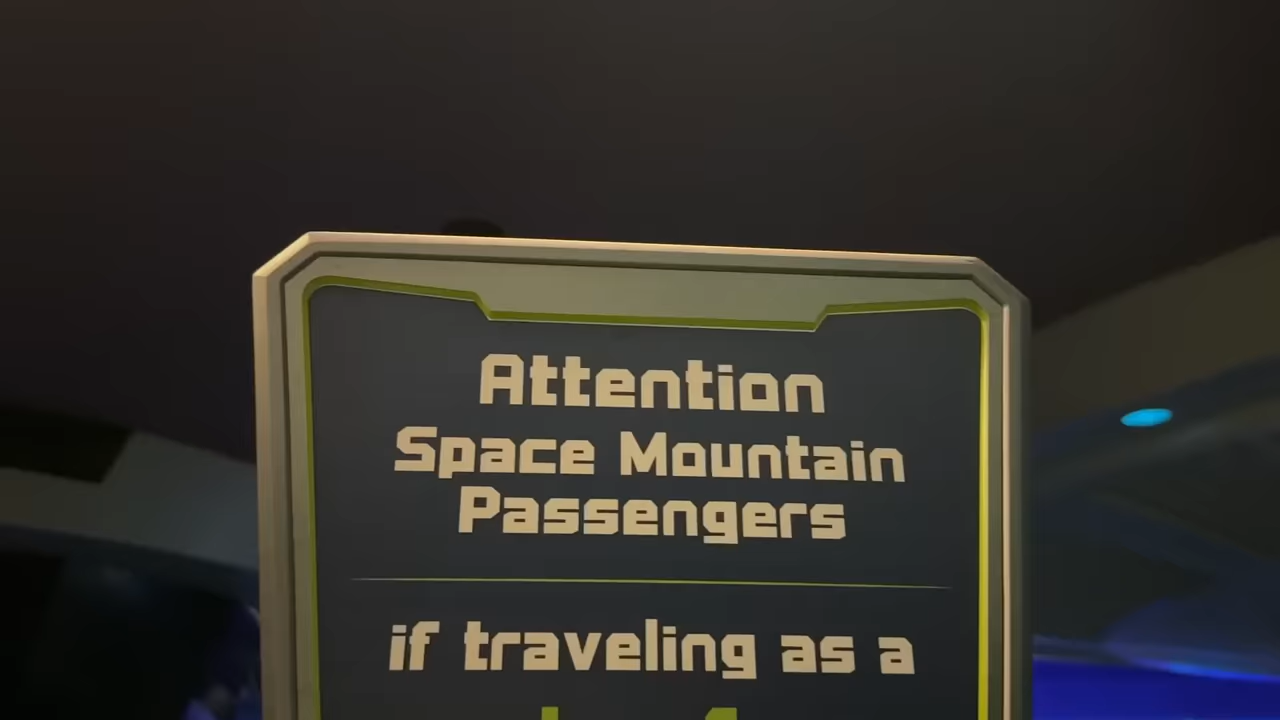 Attention
Space Mountain
Passengers
if traveling as a